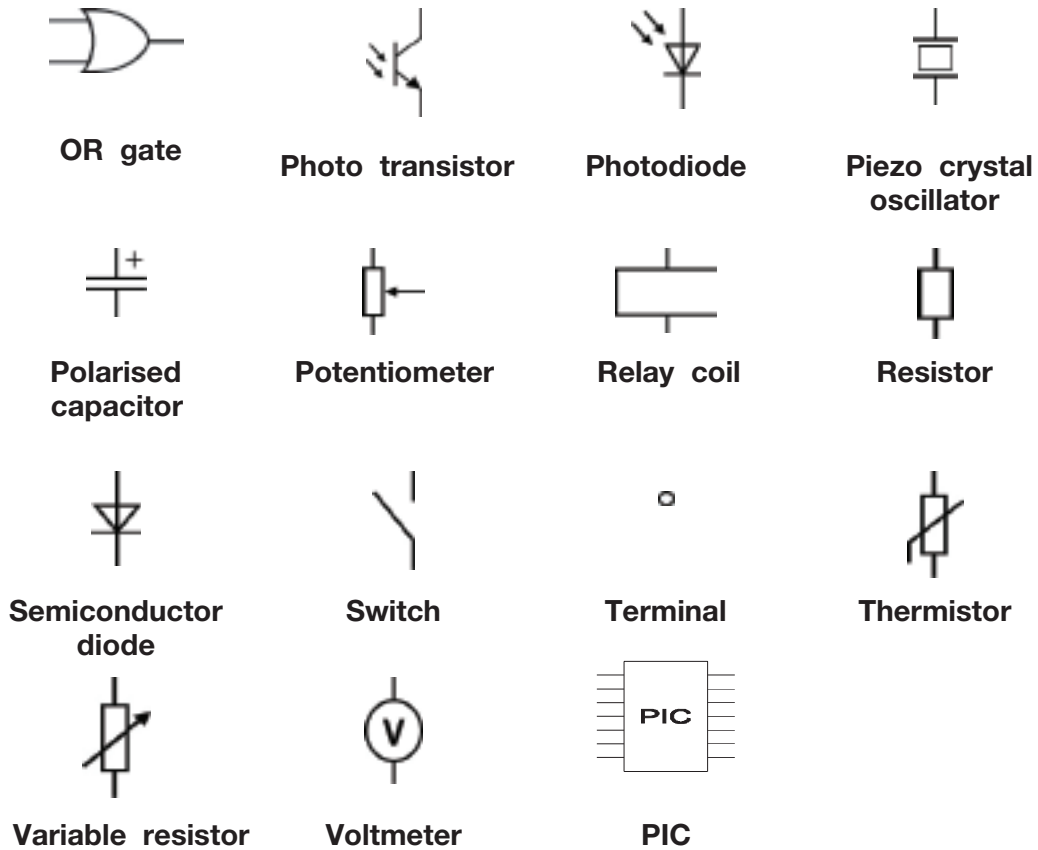 OR gate
Photo transistor
Photodiode
Piezo crystal
oscillator
+
Polarised
capacitor
Potentiometer
Relay coil
Resistor
Semiconductor
diode
Switch
Terminal
Thermistor
V
PIC
Variable resistor
Voltmeter
PIC